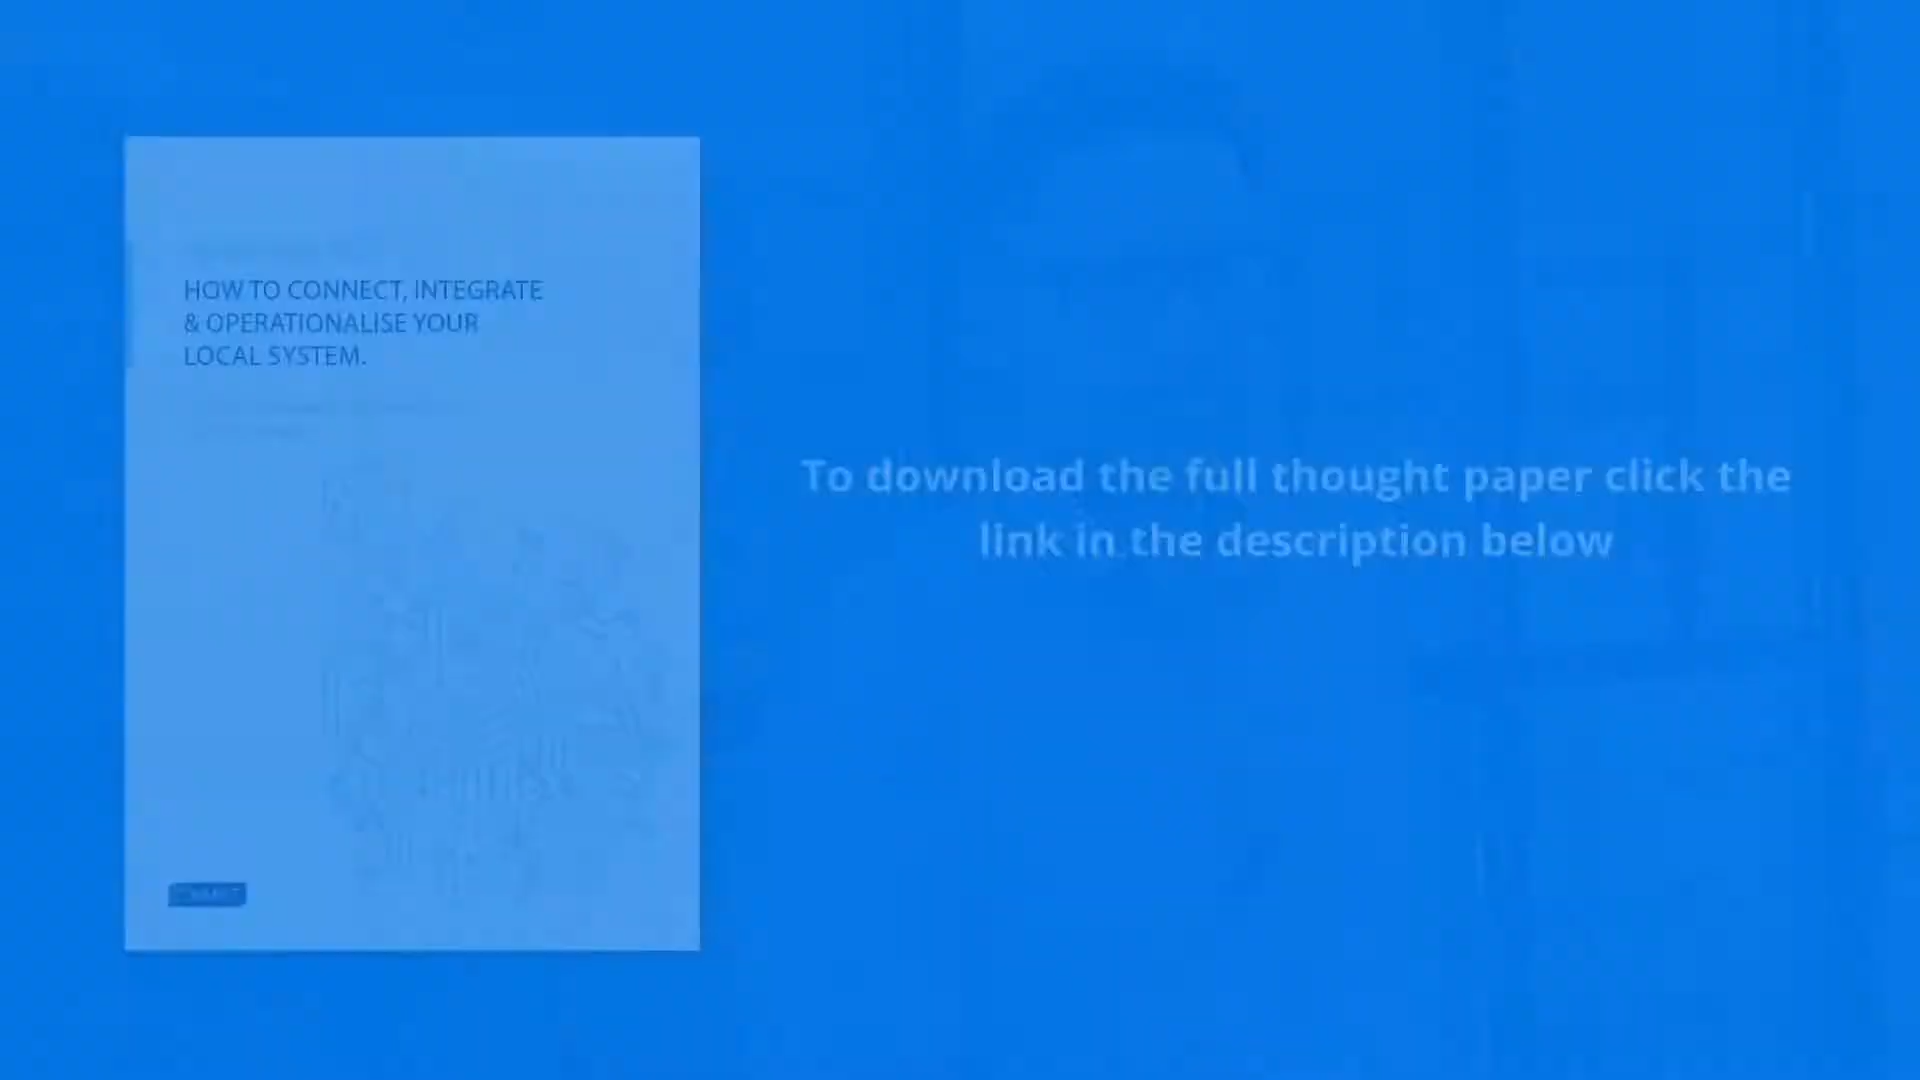 HOW TO CONNECT, INTEGRATE
& OPERATIONALISE YOUR
LOCAL SYSTEM.
To download the full thought paper click the
link in the description below